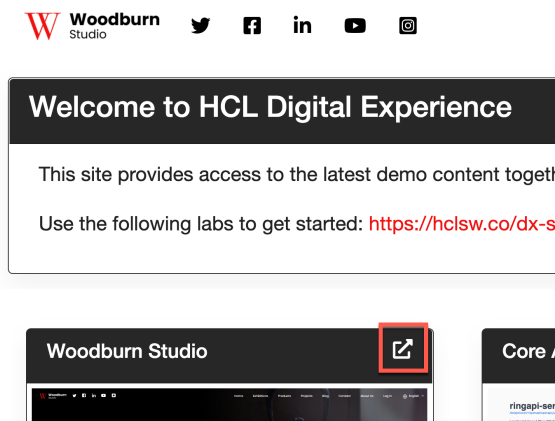 Woodburn
Studio
Welcome to HCL Digital Experience
This site provides access to the latest demo content
Use the following labs to get started: https://hclsw.co/dx-s
Woodburn Studio
Core
Woodburn